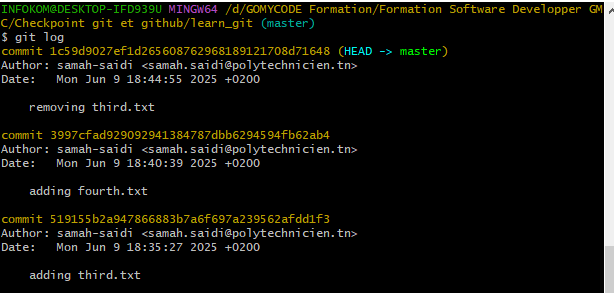 INFOKOM@DESKTOP-IFD939U MINGW64 /d/GOMYCODE Formation/Formation Software Developper GM
C/Checkpoint git et github/learn_git (master)
$ git log
commit 1c59d9027ef1d265608762968189121708d71648 (HEAD -> master)
Author: samah-saidi <samah.saidi@polytechnicien.tn>
Date:   Mon Jun 9 18:44:55 2025 +0200
    removing third.txt
commit 3997cfad929092941384787dbb6294594fb62ab4
Author: samah-saidi <samah.saidi@polytechnicien.tn>
Date:   Mon Jun 9 18:40:39 2025 +0200
    adding fourth.txt
commit 519155b2a947866883b7a6f697a239562afdd1f3
Author: samah-saidi <samah.saidi@polytechnicien.tn>
Date:   Mon Jun 9 18:35:27 2025 +0200
    adding third.txt